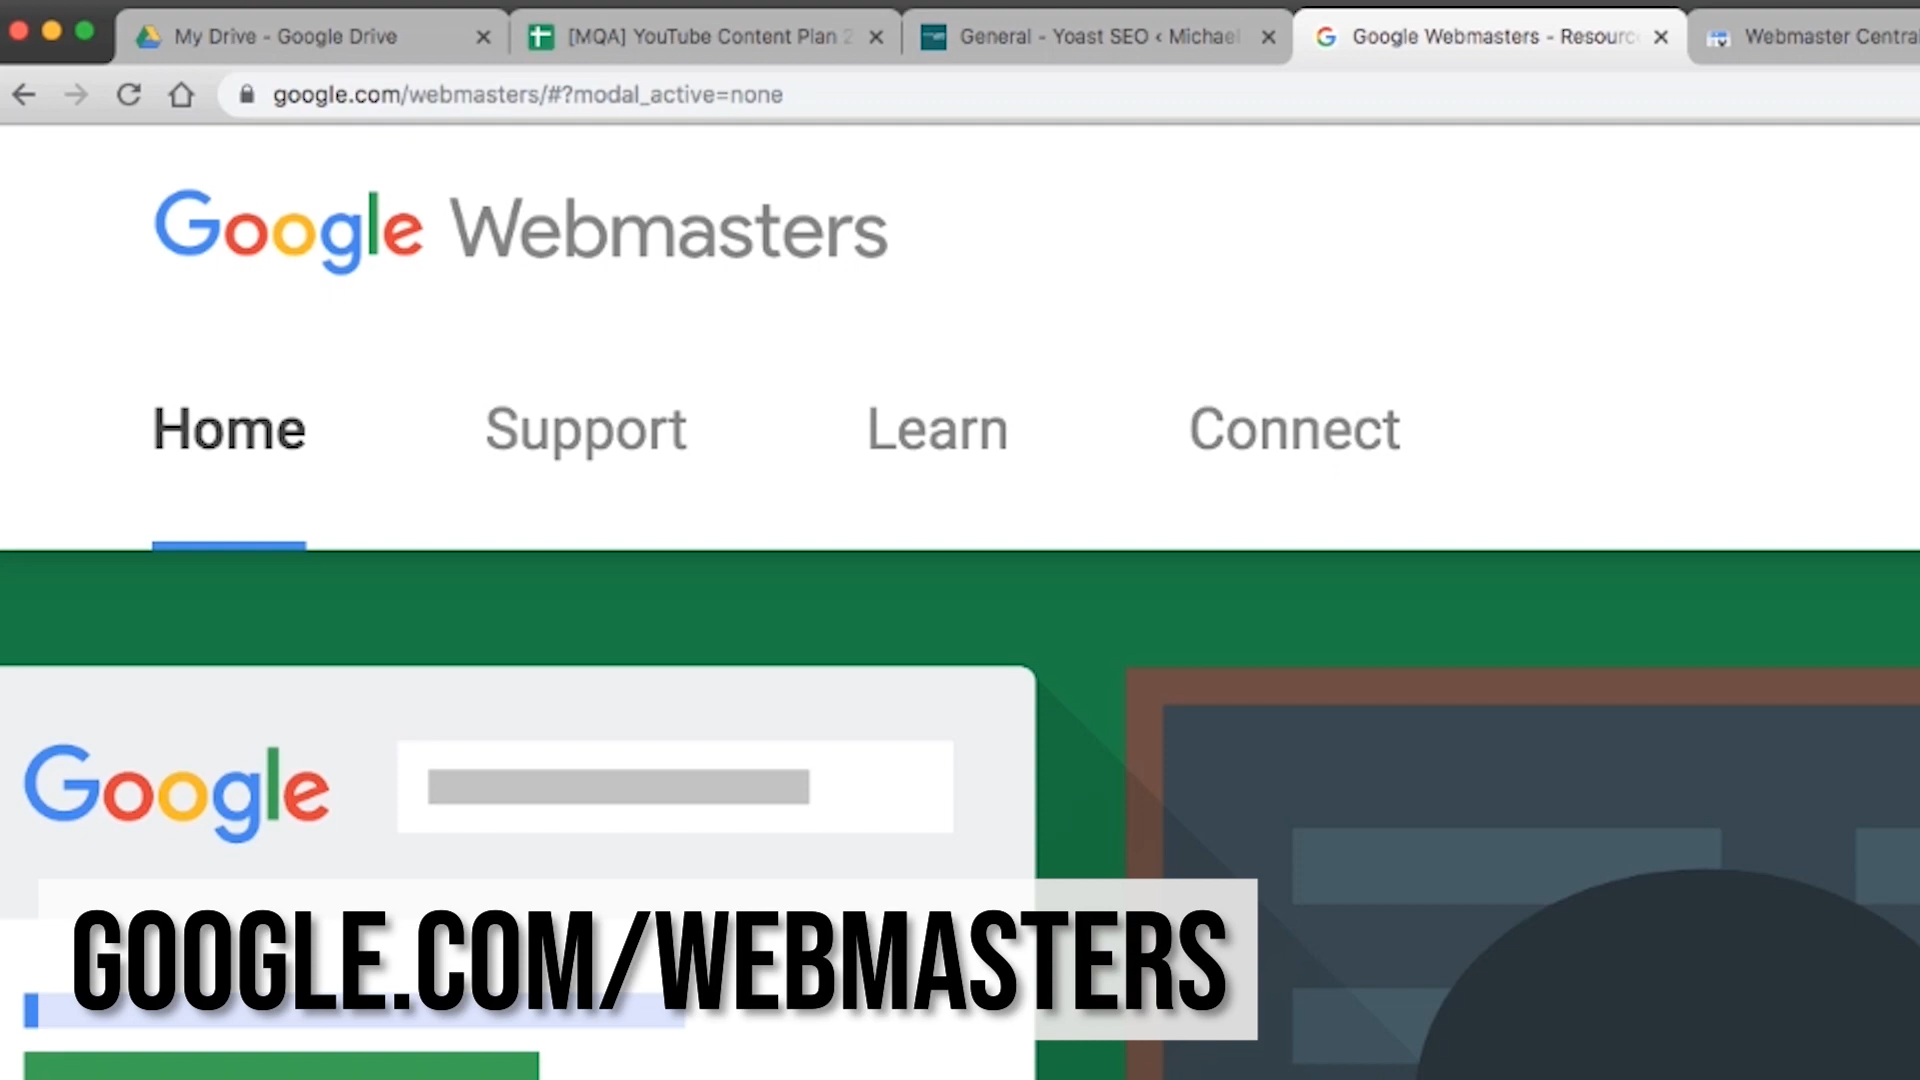 My Drive - Google Drive
[MQA] YouTube Content Plan 2
General - Yoast SEO ‹ Michael
Google Webmasters - Resourc
Webmaster Central
google.com/webmasters/#?modal_active=none
Google Webmasters
Home Support Learn Connect
Google
GOOGLE.COM/WEBMASTERS